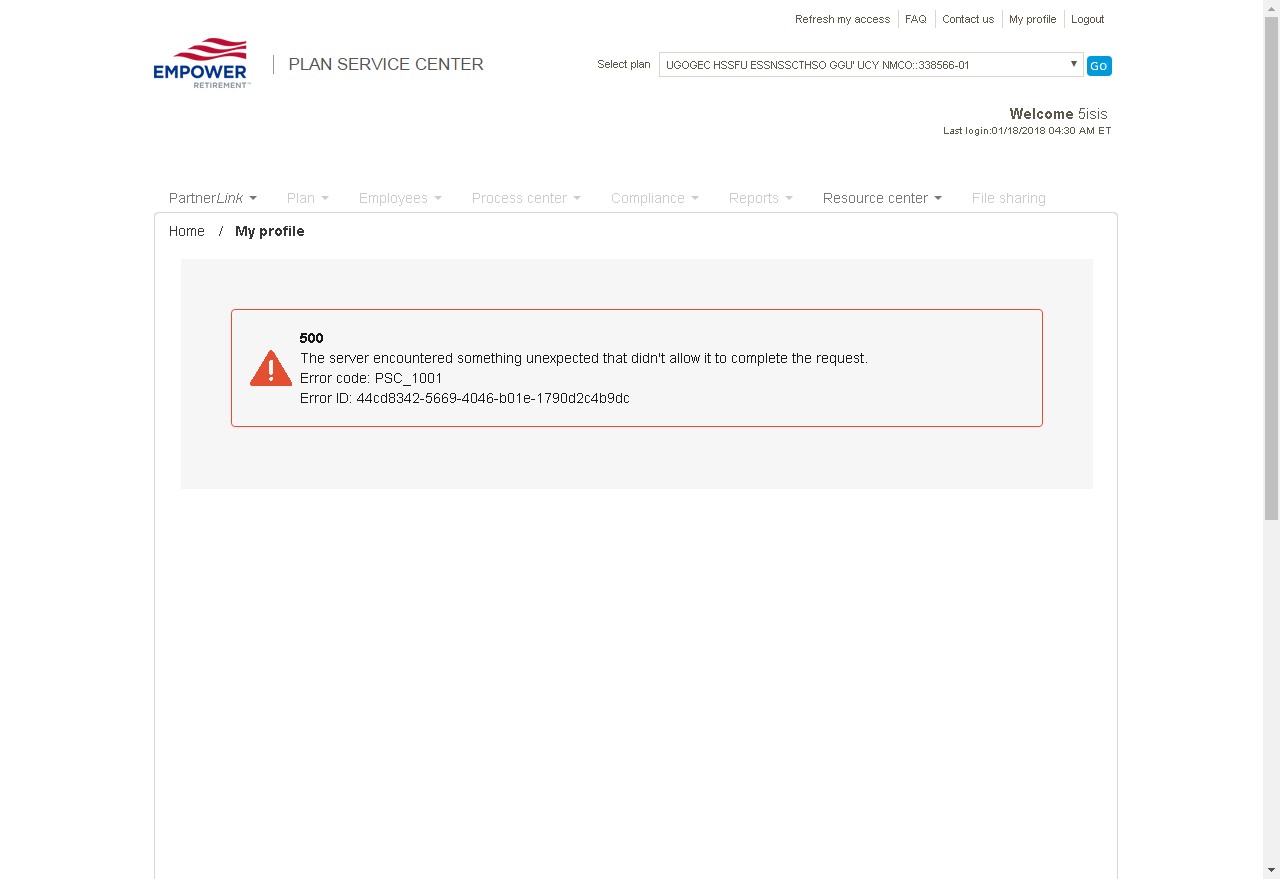 Refresh my access FAQ Contact us My profile Logout
EMPOWER
RETIREMENT™
PLAN SERVICE CENTER
Select plan UGOGEC HSSFU ESSNSSCTHSO GGU' UCY NMCO::338566-01 Go
Welcome 5isis
Last login:01/18/2018 04:30 AM ET
PartnerLink Plan Employees Process center Compliance Reports Resource center File sharing
Home / My profile
500
The server encountered something unexpected that didn't allow it to complete the request.
Error code: PSC_1001
Error ID: 44cd8342-5669-4046-b01e-1790d2c4b9dc